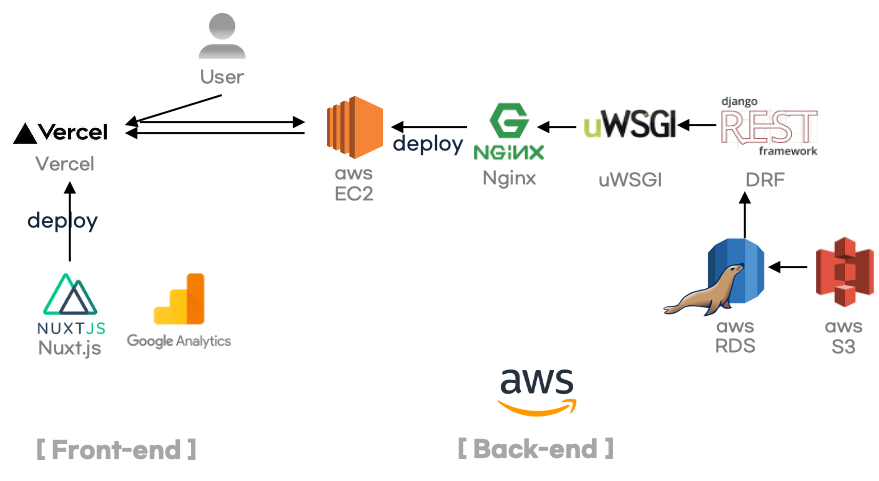 User
Vercel
Vercel
deploy
NUXTJS
Nuxt.js
Google Analytics
aws
EC2
deploy
NGiNX
Nginx
uWSGI
uWSGI
django
REST
framework
DRF
aws
RDS
aws
S3
aws
[ Front-end ]
[ Back-end ]